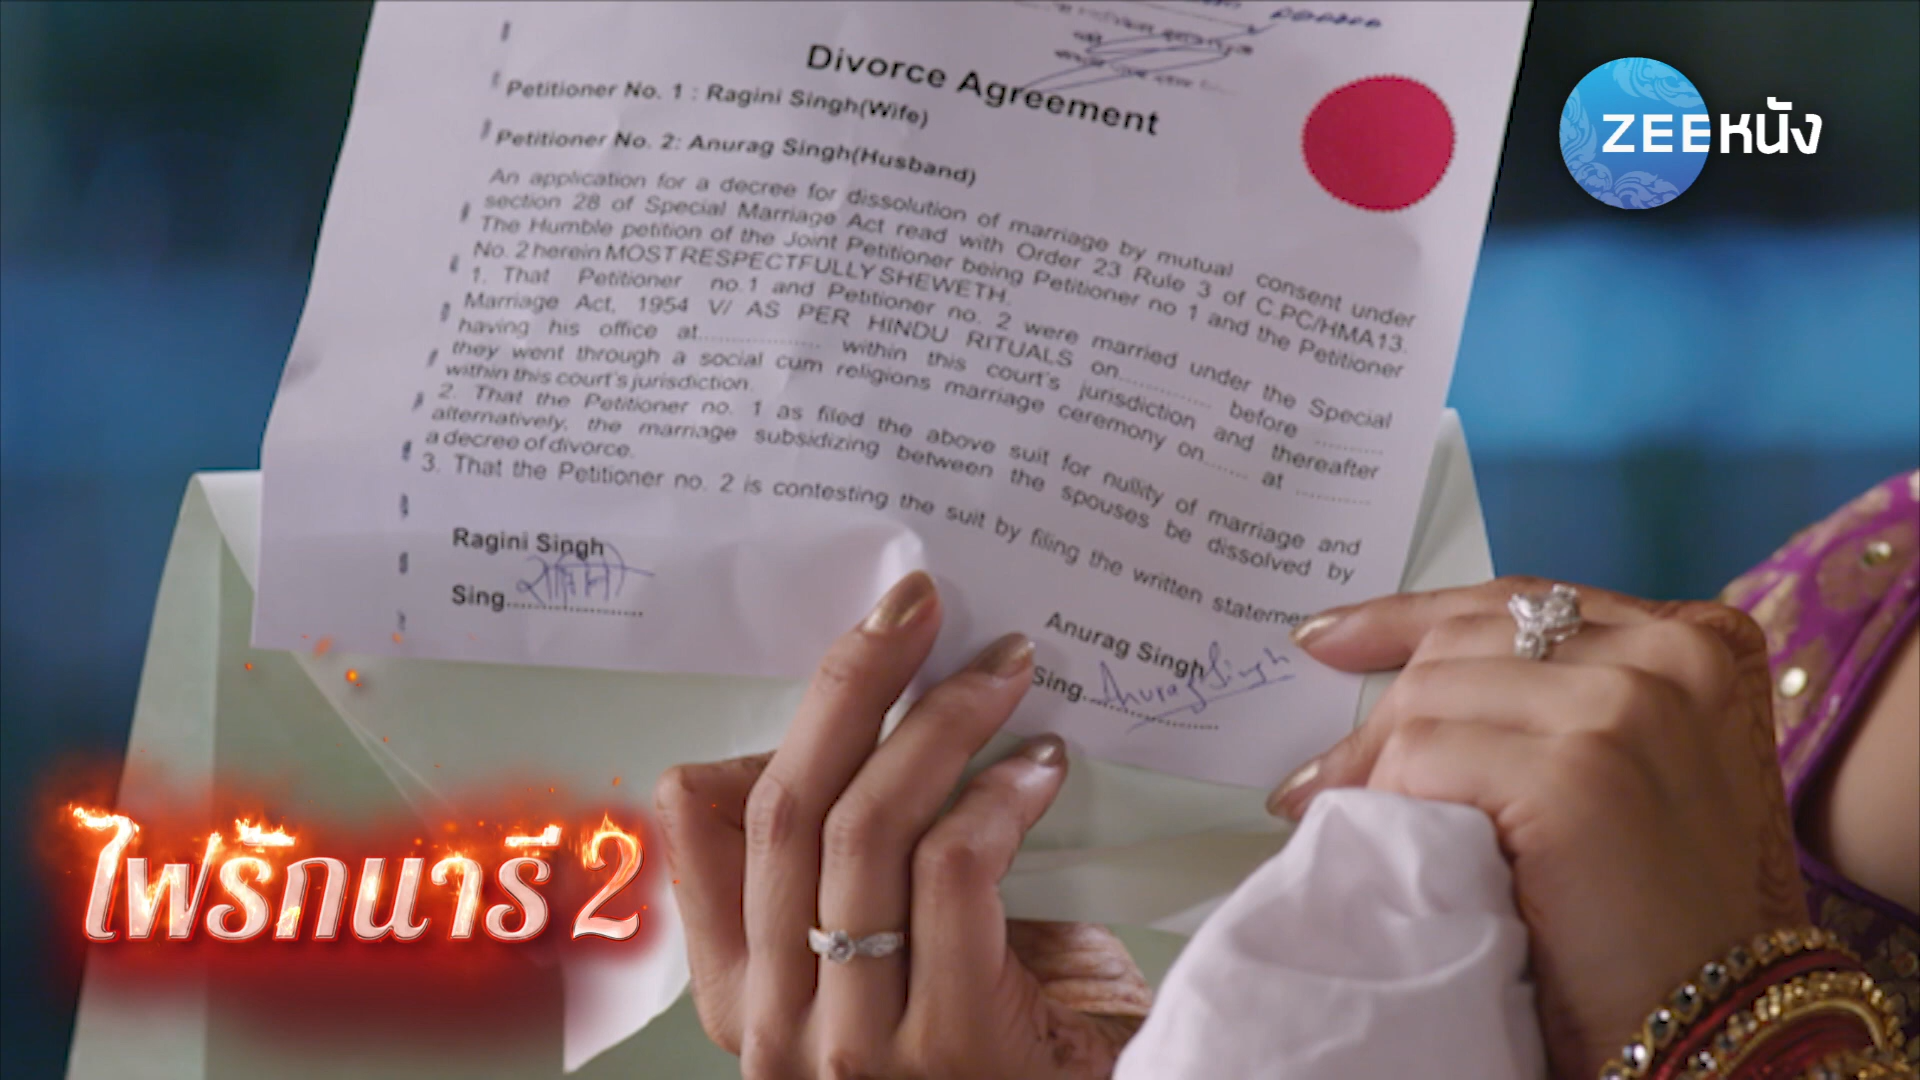 Divorce Agreement
Petitioner No. 1 : Ragini Singh(Wife)
Petitioner No. 2: Anurag Singh(Husband)
An application for a decree for dissolution of marriage by mutual consent under
section 28 of Special Marriage Act read with Order 23 Rule 3 of C.PC/HMA13.
The Humble petition of the Joint Petitioner being Petitioner no 1 and the Petitioner
No. 2 herein MOST RESPECTFULLY SHEWETH.
1. That Petitioner no.1 and Petitioner no. 2 were married under the Special
Marriage Act, 1954 V/ AS PER HINDU RITUALS on............. before ..........
having his office at.................. within this court's jurisdiction and thereafter
they went through a social cum religions marriage ceremony on....... at ...........
within this court's jurisdiction.
2. That the Petitioner no. 1 as filed the above suit for nullity of marriage and
alternatively, the marriage subsidizing between the spouses be dissolved by
a decree of divorce.
3. That the Petitioner no. 2 is contesting the suit by filing the written
Ragini Singh
Sing....................
Anurag Singh
Sing....................
Anurag Singh
ZEEหนัง
ไฟรักนารี 2